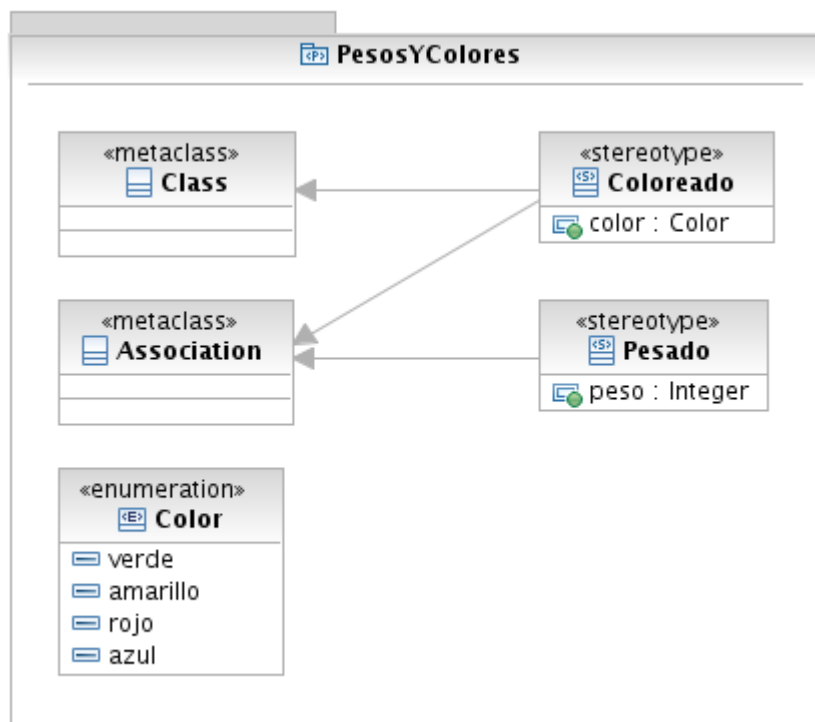 PesosYColores
«metaclass»
Class
«stereotype»
Coloreado
color : Color
«metaclass»
Association
«stereotype»
Pesado
peso : Integer
«enumeration»
Color
verde
amarillo
rojo
azul